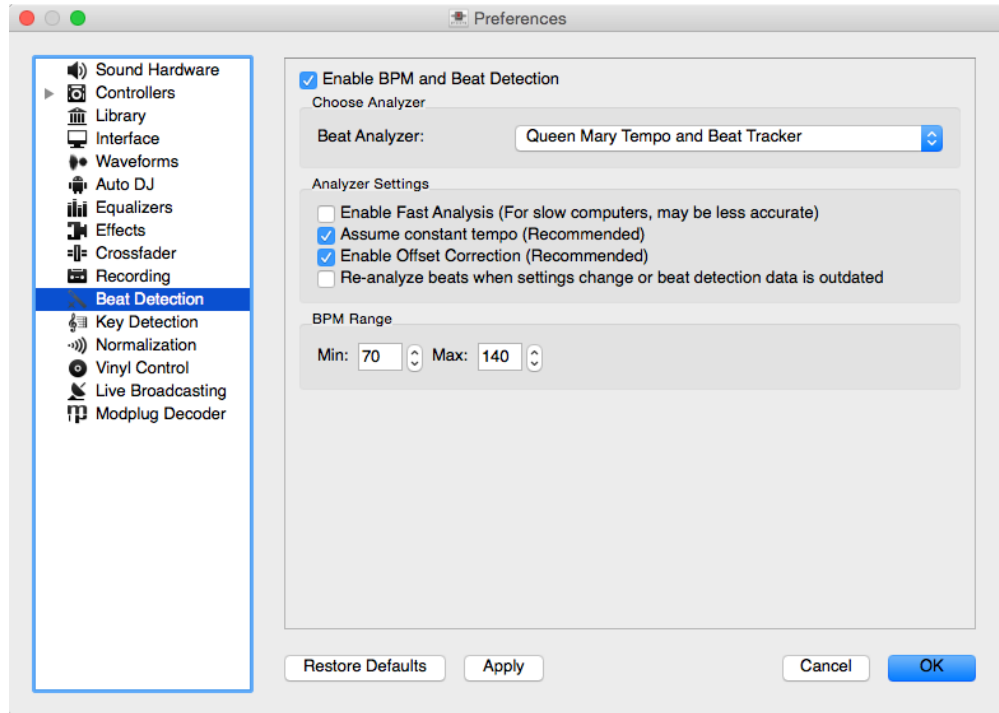 Preferences
Sound Hardware
Controllers
Library
Interface
Waveforms
Auto DJ
Equalizers
Effects
Crossfader
Recording
Beat Detection
Key Detection
Normalization
Vinyl Control
Live Broadcasting
Modplug Decoder
Enable BPM and Beat Detection
Choose Analyzer
Beat Analyzer: Queen Mary Tempo and Beat Tracker
Analyzer Settings
Enable Fast Analysis (For slow computers, may be less accurate)
Assume constant tempo (Recommended)
Enable Offset Correction (Recommended)
Re-analyze beats when settings change or beat detection data is outdated
BPM Range
Min: 70 Max: 140
Restore Defaults Apply Cancel OK